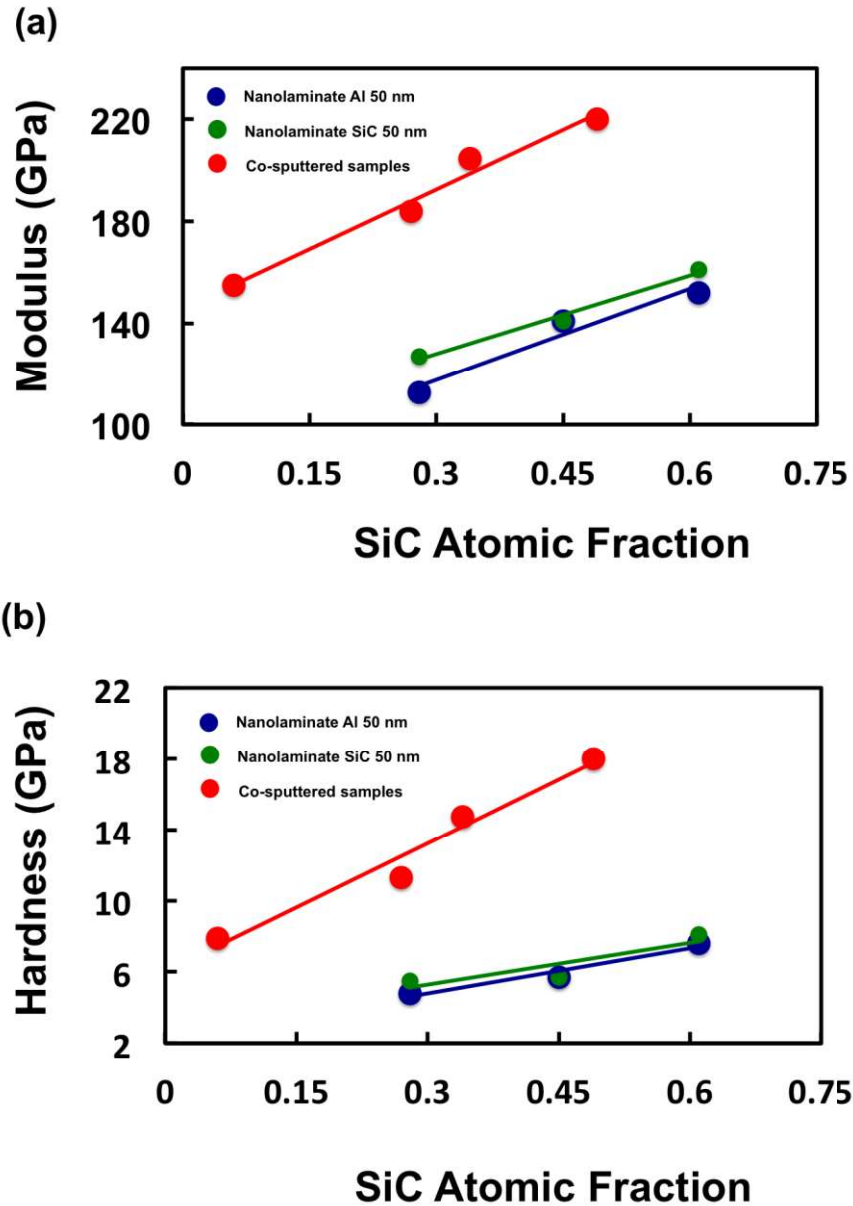 (a)
Modulus (GPa)
220
180
140
100
Nanolaminate Al 50 nm
Nanolaminate SiC 50 nm
Co-sputtered samples
0 0.15 0.3 0.45 0.6 0.75
SiC Atomic Fraction
(b)
Hardness (GPa)
22
18
14
10
6
2
Nanolaminate Al 50 nm
Nanolaminate SiC 50 nm
Co-sputtered samples
0 0.15 0.3 0.45 0.6 0.75
SiC Atomic Fraction